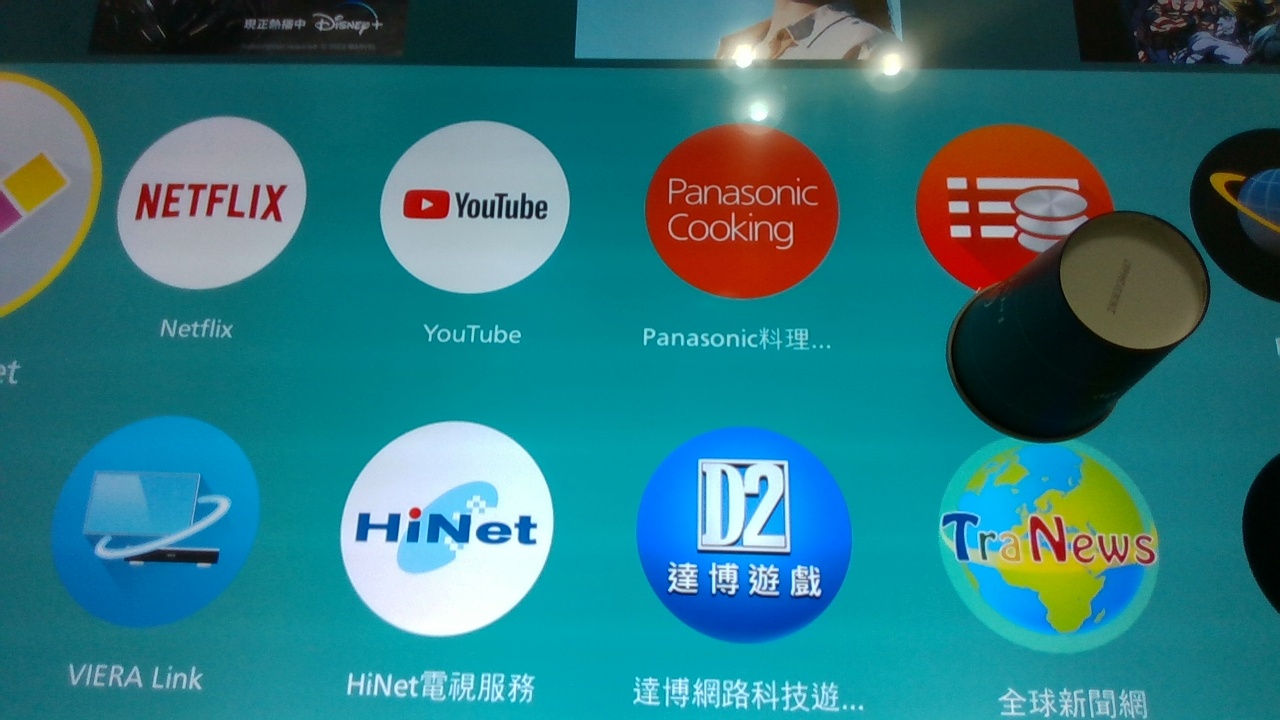 現正熱播中 Disney+
NETFLIX
YouTube
Panasonic
Cooking
Netflix
YouTube
Panasonic料理...
et
HiNet
D2
達博遊戲
TraNews
VIERA Link
HiNet電視服務
達博網路科技遊...
全球新聞網